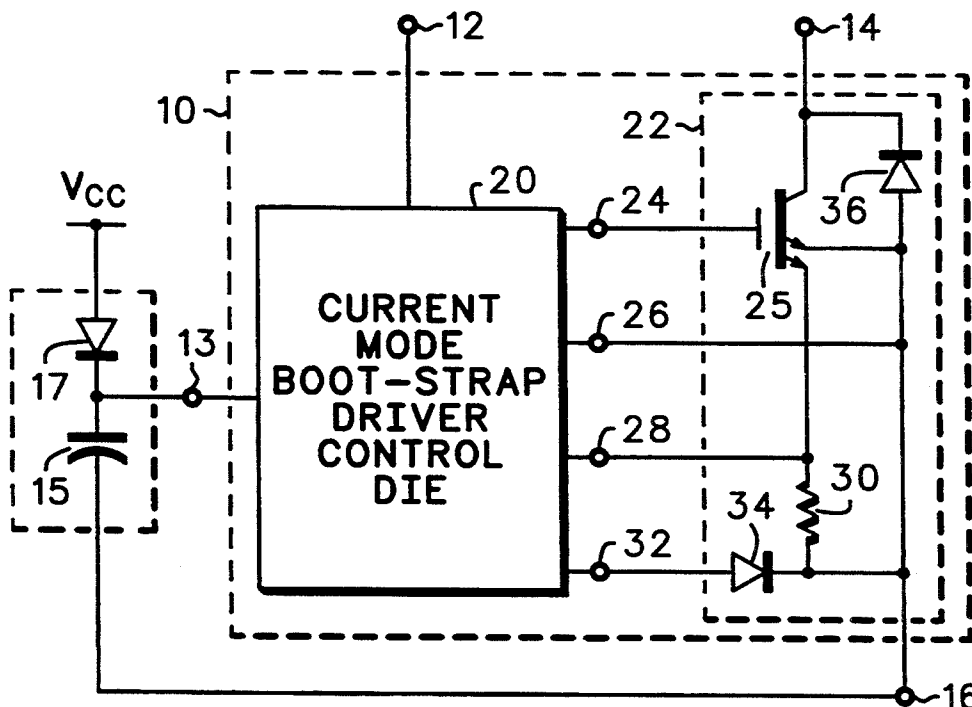 12
14
10
22
VCC
20
24
36
25
CURRENT
MODE
BOOT-STRAP
DRIVER
CONTROL
DIE
26
13
17
28
15
30
34
32
16